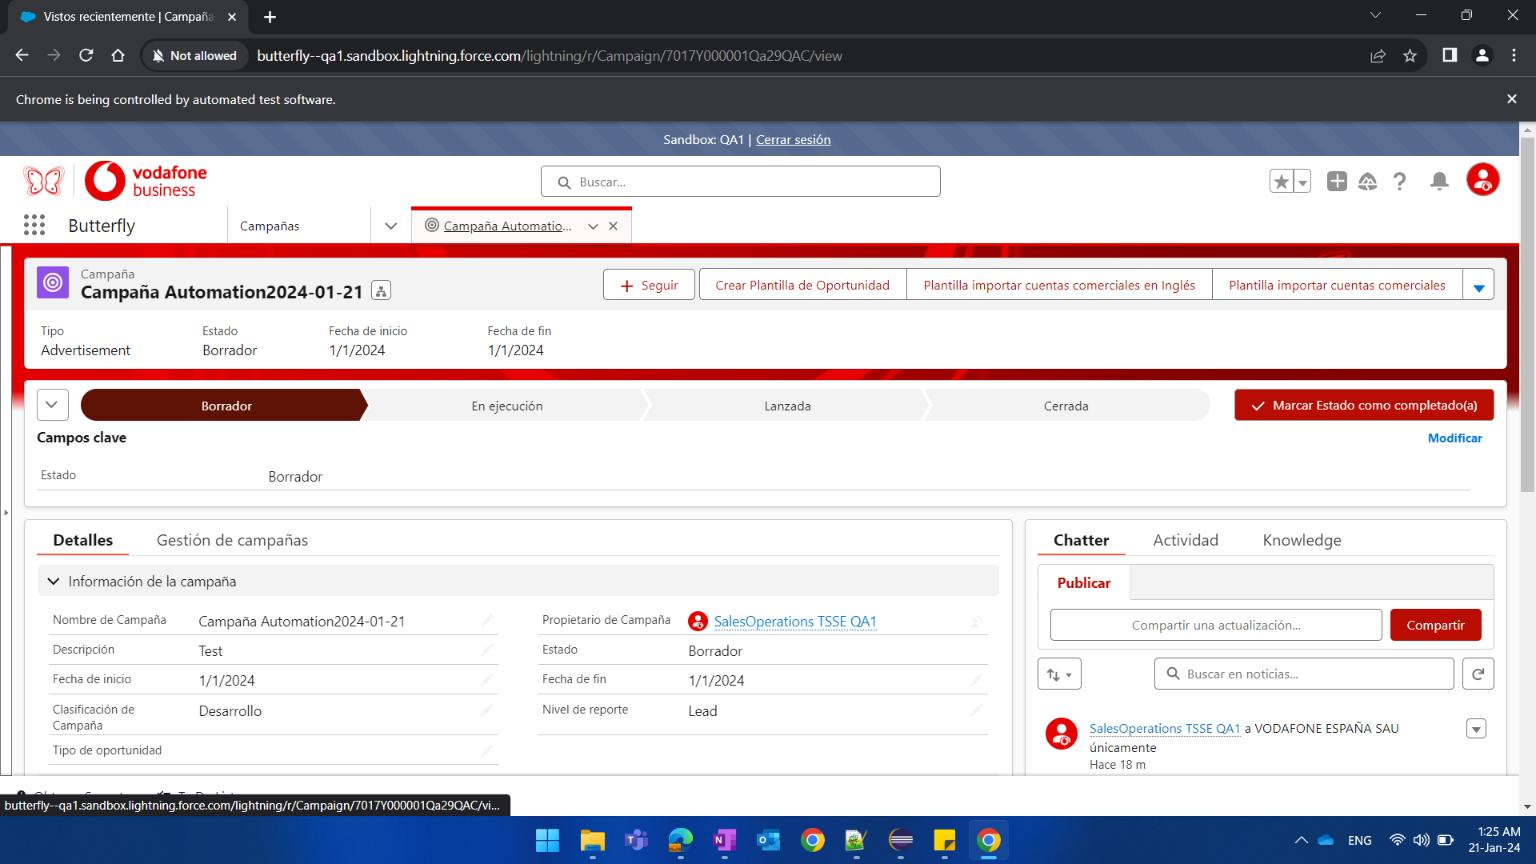 Vistos recientemente | Campaña
Not allowed
butterfly--qa1.sandbox.lightning.force.com/lightning/r/Campaign/7017Y000001Qa29QAC/view
Chrome is being controlled by automated test software.
Sandbox: QA1 | Cerrar sesión
vodafone
business
Buscar...
Butterfly
Campañas
Campaña Automatio...
Campaña
Campaña Automation2024-01-21
Seguir
Crear Plantilla de Oportunidad
Plantilla importar cuentas comerciales en Inglés
Plantilla importar cuentas comerciales
Tipo
Estado
Fecha de inicio
Fecha de fin
Advertisement
Borrador
1/1/2024
1/1/2024
Borrador
En ejecución
Lanzada
Cerrada
Marcar Estado como completado(a)
Campos clave
Modificar
Estado
Borrador
Detalles
Gestión de campañas
Información de la campaña
Nombre de Campaña
Campaña Automation2024-01-21
Propietario de Campaña
SalesOperations TSSE QA1
Descripción
Test
Estado
Borrador
Fecha de inicio
1/1/2024
Fecha de fin
1/1/2024
Clasificación de
Campaña
Desarrollo
Nivel de reporte
Lead
Tipo de oportunidad
Chatter
Actividad
Knowledge
Publicar
Compartir una actualización...
Compartir
Buscar en noticias...
SalesOperations TSSE QA1 a VODAFONE ESPAÑA SAU
únicamente
Hace 18 m
butterfly--qa1.sandbox.lightning.force.com/lightning/r/Campaign/7017Y000001Qa29QAC/vi...
ENG
1:25 AM
21-Jan-24